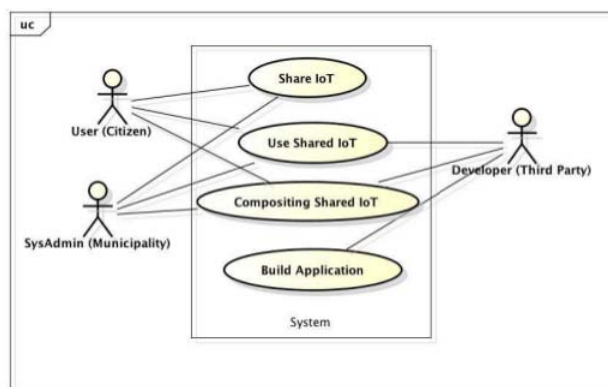 uc
Share IoT
User (Citizen)
Use Shared IoT
Developer (Third Party)
Compositing Shared IoT
SysAdmin (Municipality)
Build Application
System